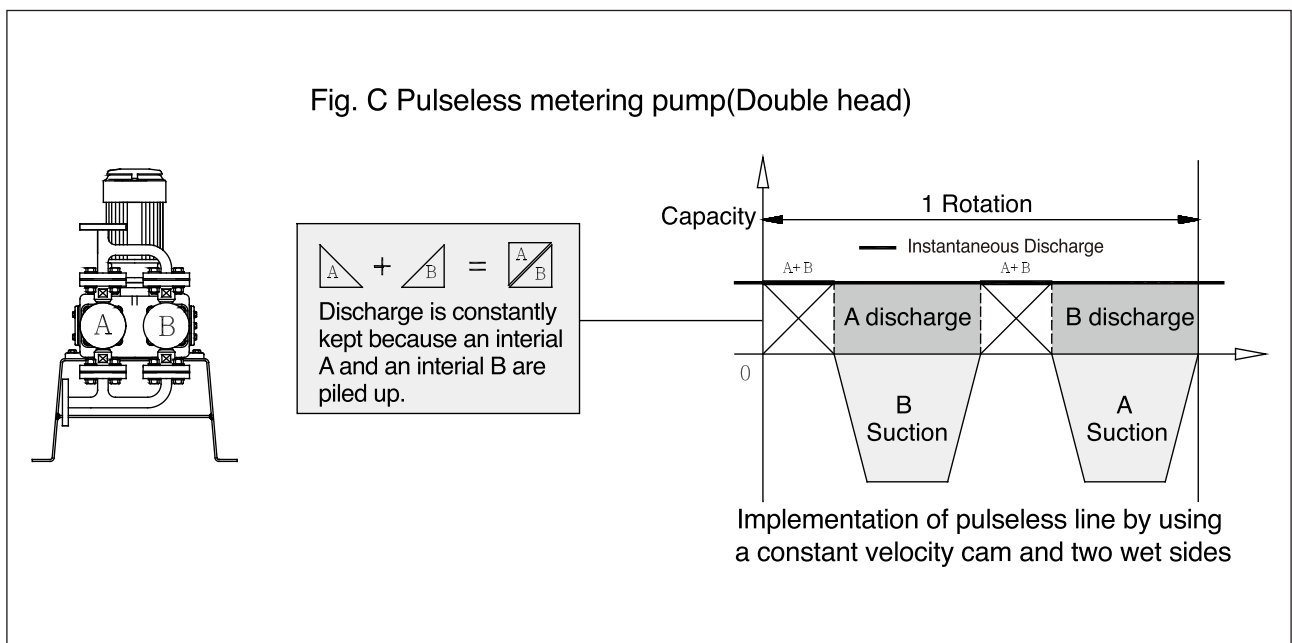 Fig. C Pulseless metering pump(Double head)
A B
A + B = A B
Discharge is constantly
kept because an interial
A and an interial B are
piled up.
Capacity
1 Rotation
Instantaneous Discharge
A+B
A+B
A discharge
B discharge
0
B
Suction
A
Suction
Implementation of pulseless line by using
a constant velocity cam and two wet sides